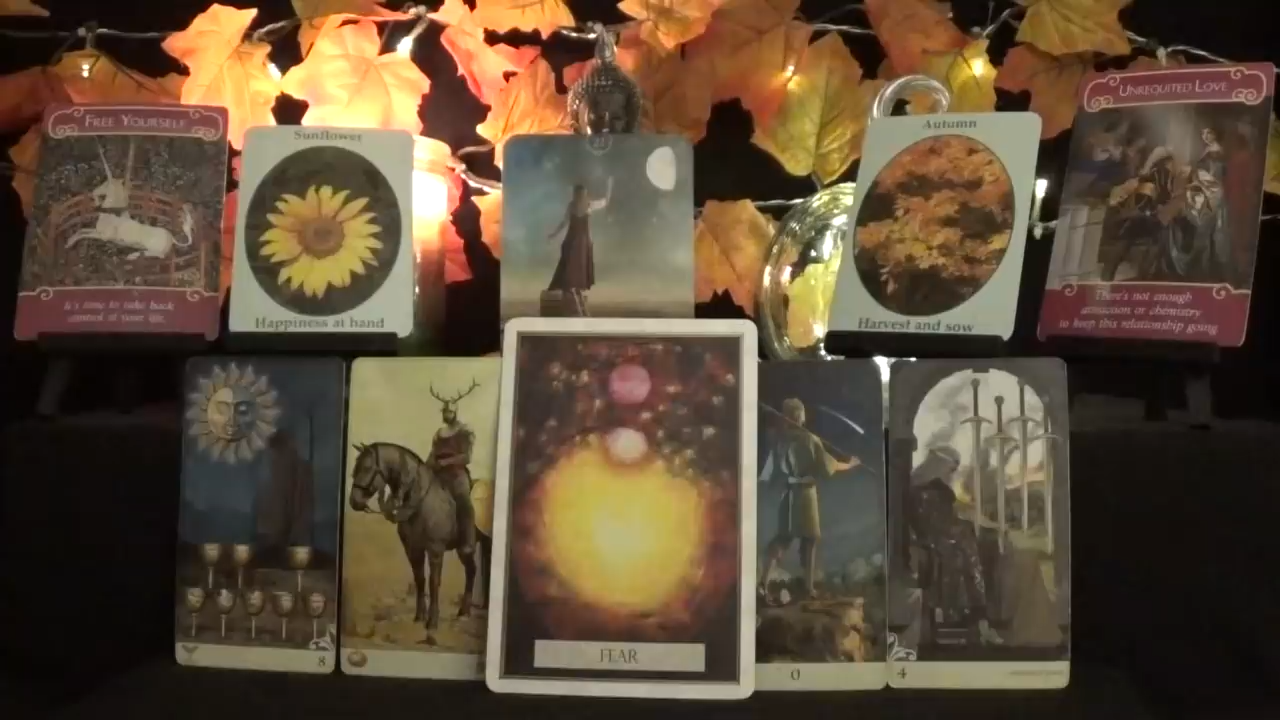 FREE YOURSELF
It's time to take back
control of your life.
Sunflower
Happiness at hand
21
Autumn
Harvest and sow
UNREQUITED LOVE
There's not enough
attraction or chemistry
to keep this relationship going
8
FEAR
0
4